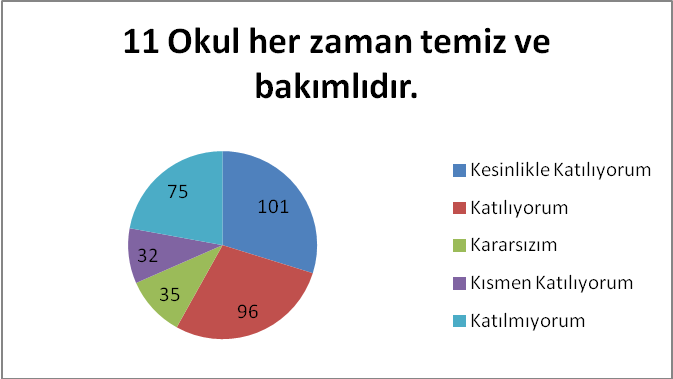 11 Okul her zaman temiz ve
bakımlıdır.
101
96
35
32
75
Kesinlikle Katılıyorum
Katılıyorum
Kararsızım
Kısmen Katılıyorum
Katılmıyorum